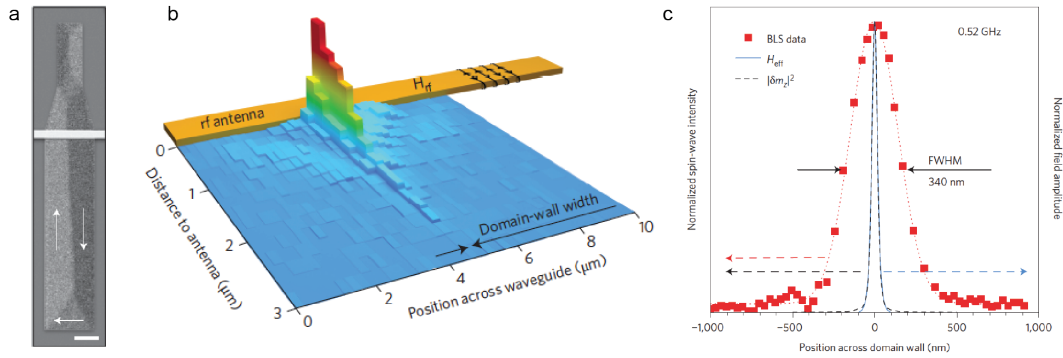 a
b
rf antenna
H_rf
0
1
2
3
Distance to antenna (μm)
0
2
4
6
8
10
Position across waveguide (μm)
Domain-wall width
c
Normalized spin-wave intensity
BLS data
H_eff
|δm_z|²
0.52 GHz
FWHM
340 nm
Normalized field amplitude
−1,000
−500
0
500
1,000
Position across domain wall (nm)